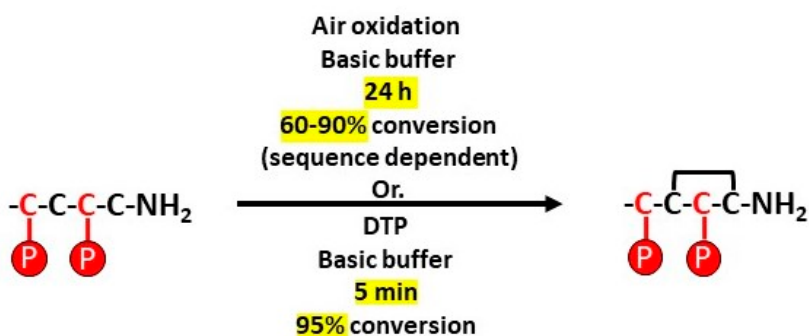 Air oxidation
Basic buffer
24 h
60-90% conversion
(sequence dependent)
Or.
-C-C-C-C-NH₂
P P
DTP
Basic buffer
5 min
95% conversion
-C-C-C-C-NH₂
P P